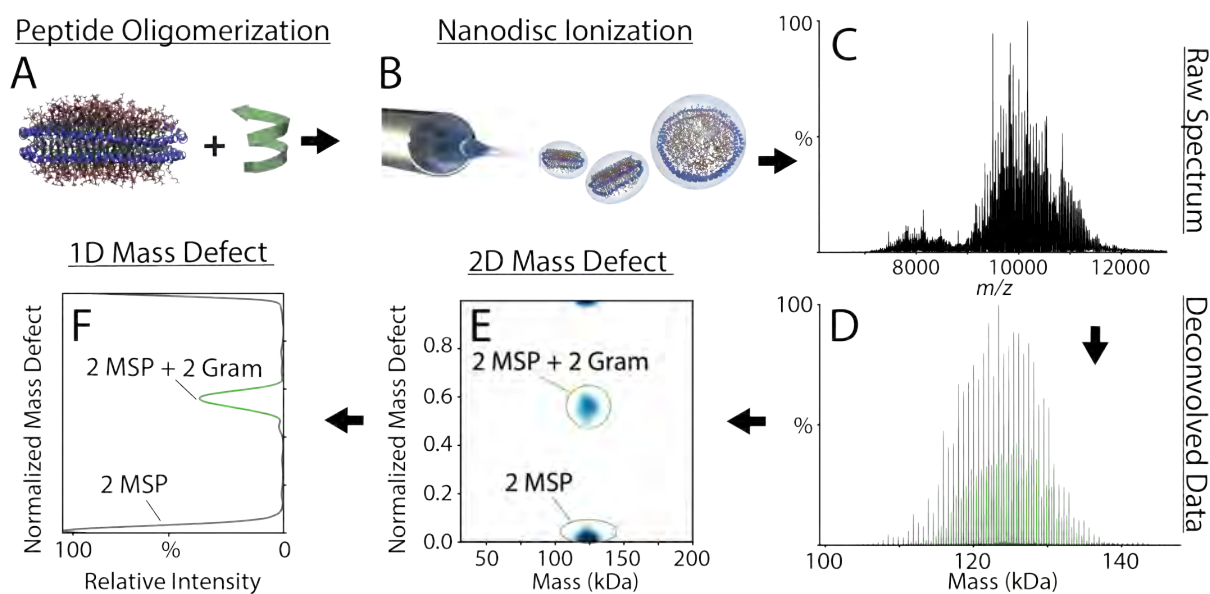 Peptide Oligomerization
A
+
Nanodisc Ionization
B
C
100
%
8000 10000 12000
m/z
Raw Spectrum
D
100
%
100 120 140
Mass (kDa)
Deconvolved Data
2D Mass Defect
E
2 MSP + 2 Gram
2 MSP
Normalized Mass Defect
0.8
0.6
0.4
0.2
0.0
50 100 150 200
Mass (kDa)
1D Mass Defect
F
2 MSP + 2 Gram
2 MSP
Normalized Mass Defect
100 % 0
Relative Intensity